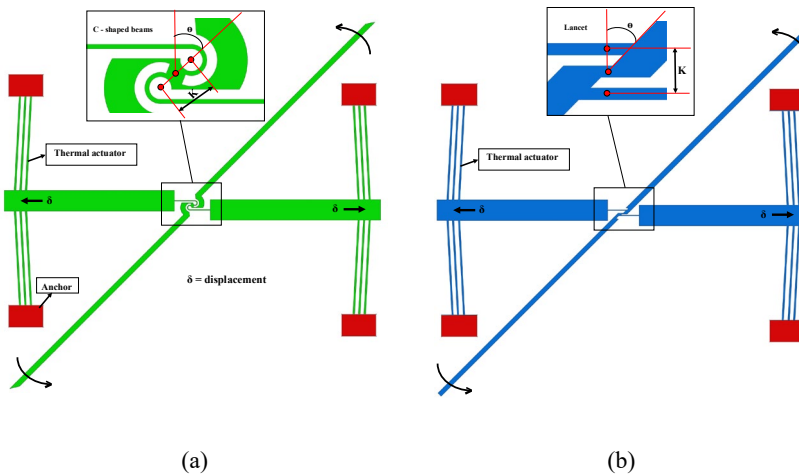 C - shaped beams
θ
K
Thermal actuator
δ
δ
δ = displacement
Anchor
(a)
Lancet
θ
K
Thermal actuator
δ
δ
(b)